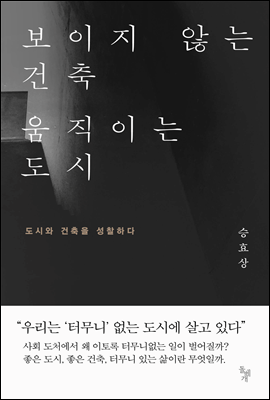 보이지 않는
건축
움직이는
도시
도시와 건축을 성찰하다
승효상
“우리는 ‘터무니’ 없는 도시에 살고 있다”
사회 도처에서 왜 이토록 터무니없는 일이 벌어질까?
좋은 도시, 좋은 건축, 터무니 있는 삶이란 무엇일까.
돌베개